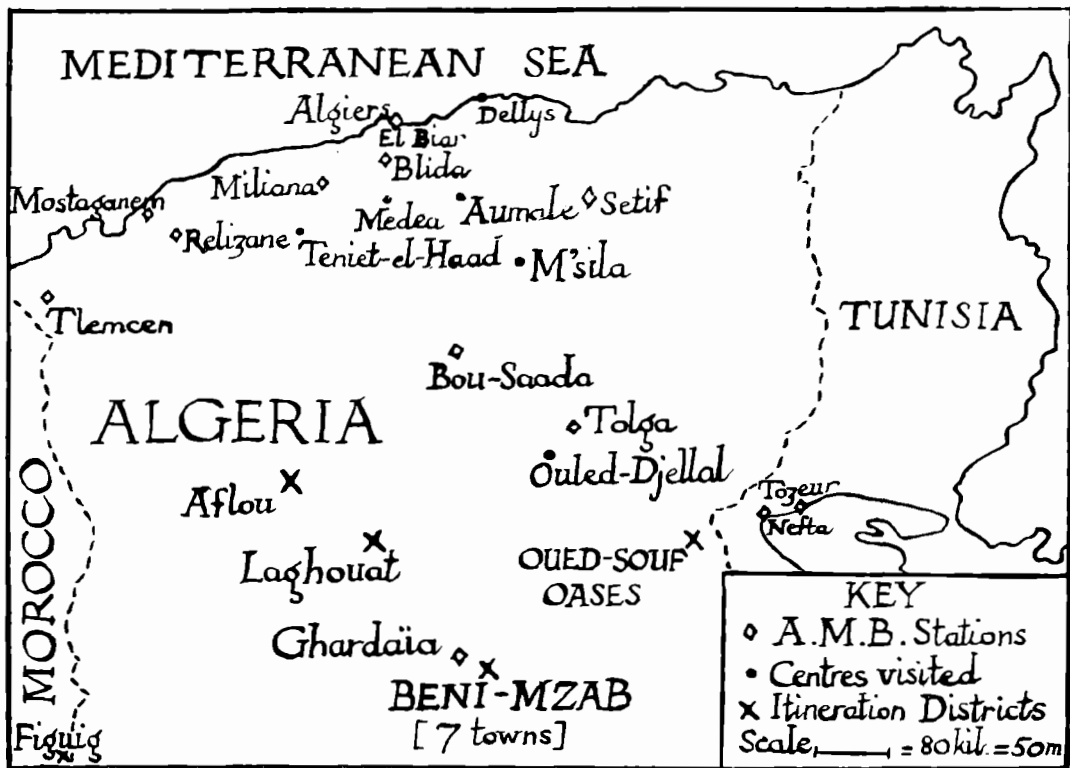 MEDITERRANEAN SEA
Algiers
Dellys
El Biar
Blida
Miliana
Mostaganem
Medea
Aumale
Setif
Relizane
Teniet-el-Haad
M'sila
Tlemcen
TUNISIA
Bou-Saada
ALGERIA
Tolga
Ouled-Djellal
MOROCCO
Aflou
Tozeur
Nefta
Laghouat
OUED-SOUF
OASES
Ghardaïa
BENI-MZAB
[7 towns]
Figuig
KEY
A.M.B. Stations
Centres visited
Itineration Districts
Scale = 80 kil. = 50m